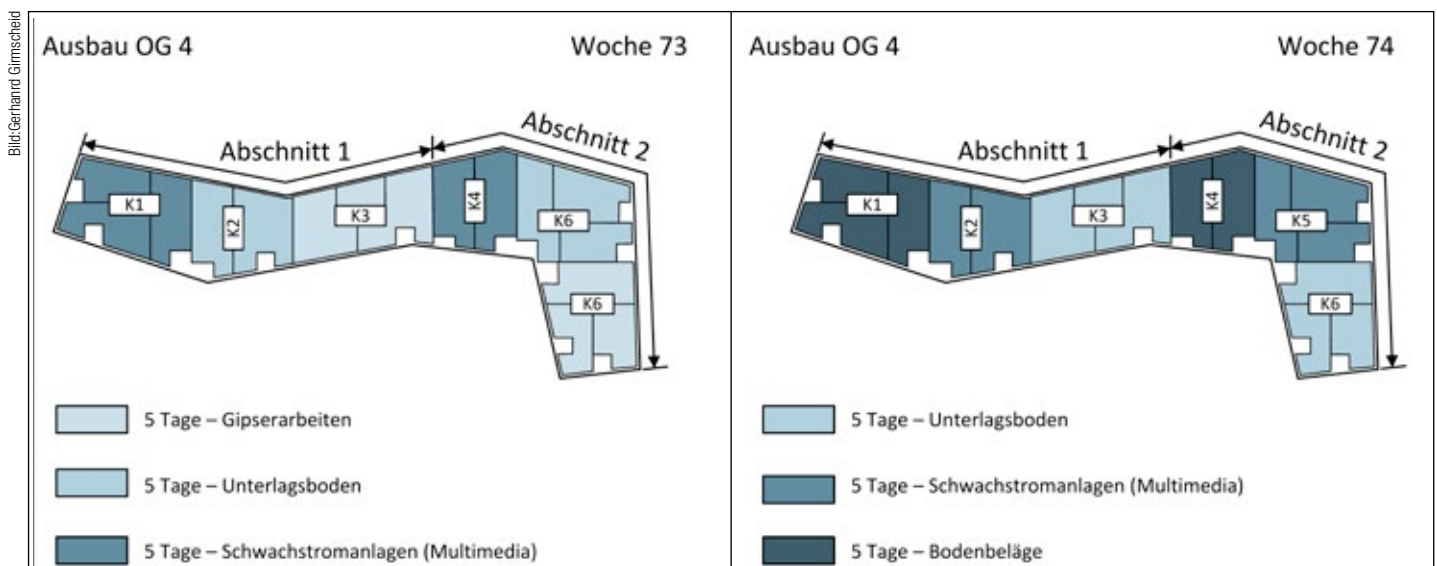 Bild:Gerhanrd Girmscheid
Ausbau OG 4
Woche 73
Abschnitt 1
Abschnitt 2
K1
K2
K3
K4
K6
K6
5 Tage – Gipserarbeiten
5 Tage – Unterlagsboden
5 Tage – Schwachstromanlagen (Multimedia)
Ausbau OG 4
Woche 74
Abschnitt 1
Abschnitt 2
K1
K2
K3
K4
K5
K6
5 Tage – Unterlagsboden
5 Tage – Schwachstromanlagen (Multimedia)
5 Tage – Bodenbeläge